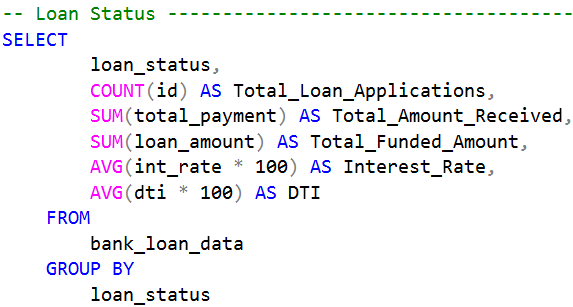 -- Loan Status -------------------------------------
SELECT
loan_status,
COUNT(id) AS Total_Loan_Applications,
SUM(total_payment) AS Total_Amount_Received,
SUM(loan_amount) AS Total_Funded_Amount,
AVG(int_rate * 100) AS Interest_Rate,
AVG(dti * 100) AS DTI
FROM
bank_loan_data
GROUP BY
loan_status